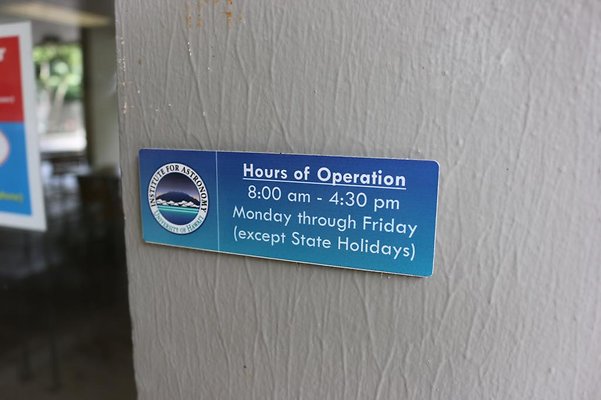 INSTITUTE FOR ASTRONOMY
UNIVERSITY OF HAWAII
Hours of Operation
8:00 am - 4:30 pm
Monday through Friday
(except State Holidays)